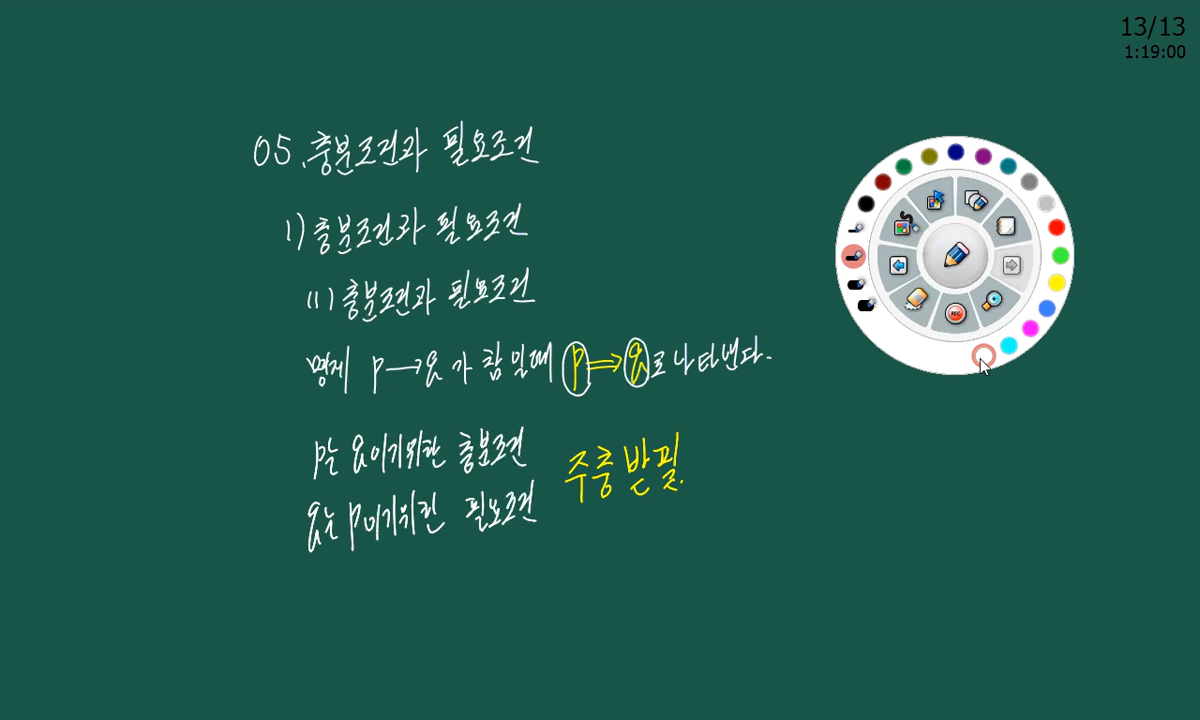 13/13
1:19:00
05. 충분조건과 필요조건
1) 충분조건과 필요조건
(1) 충분조건과 필요조건
명제 p→q가 참일때 p⇒q로 나타낸다.
p는 q이기위한 충분조건
q는 p이기위한 필요조건
주충받필.
REC